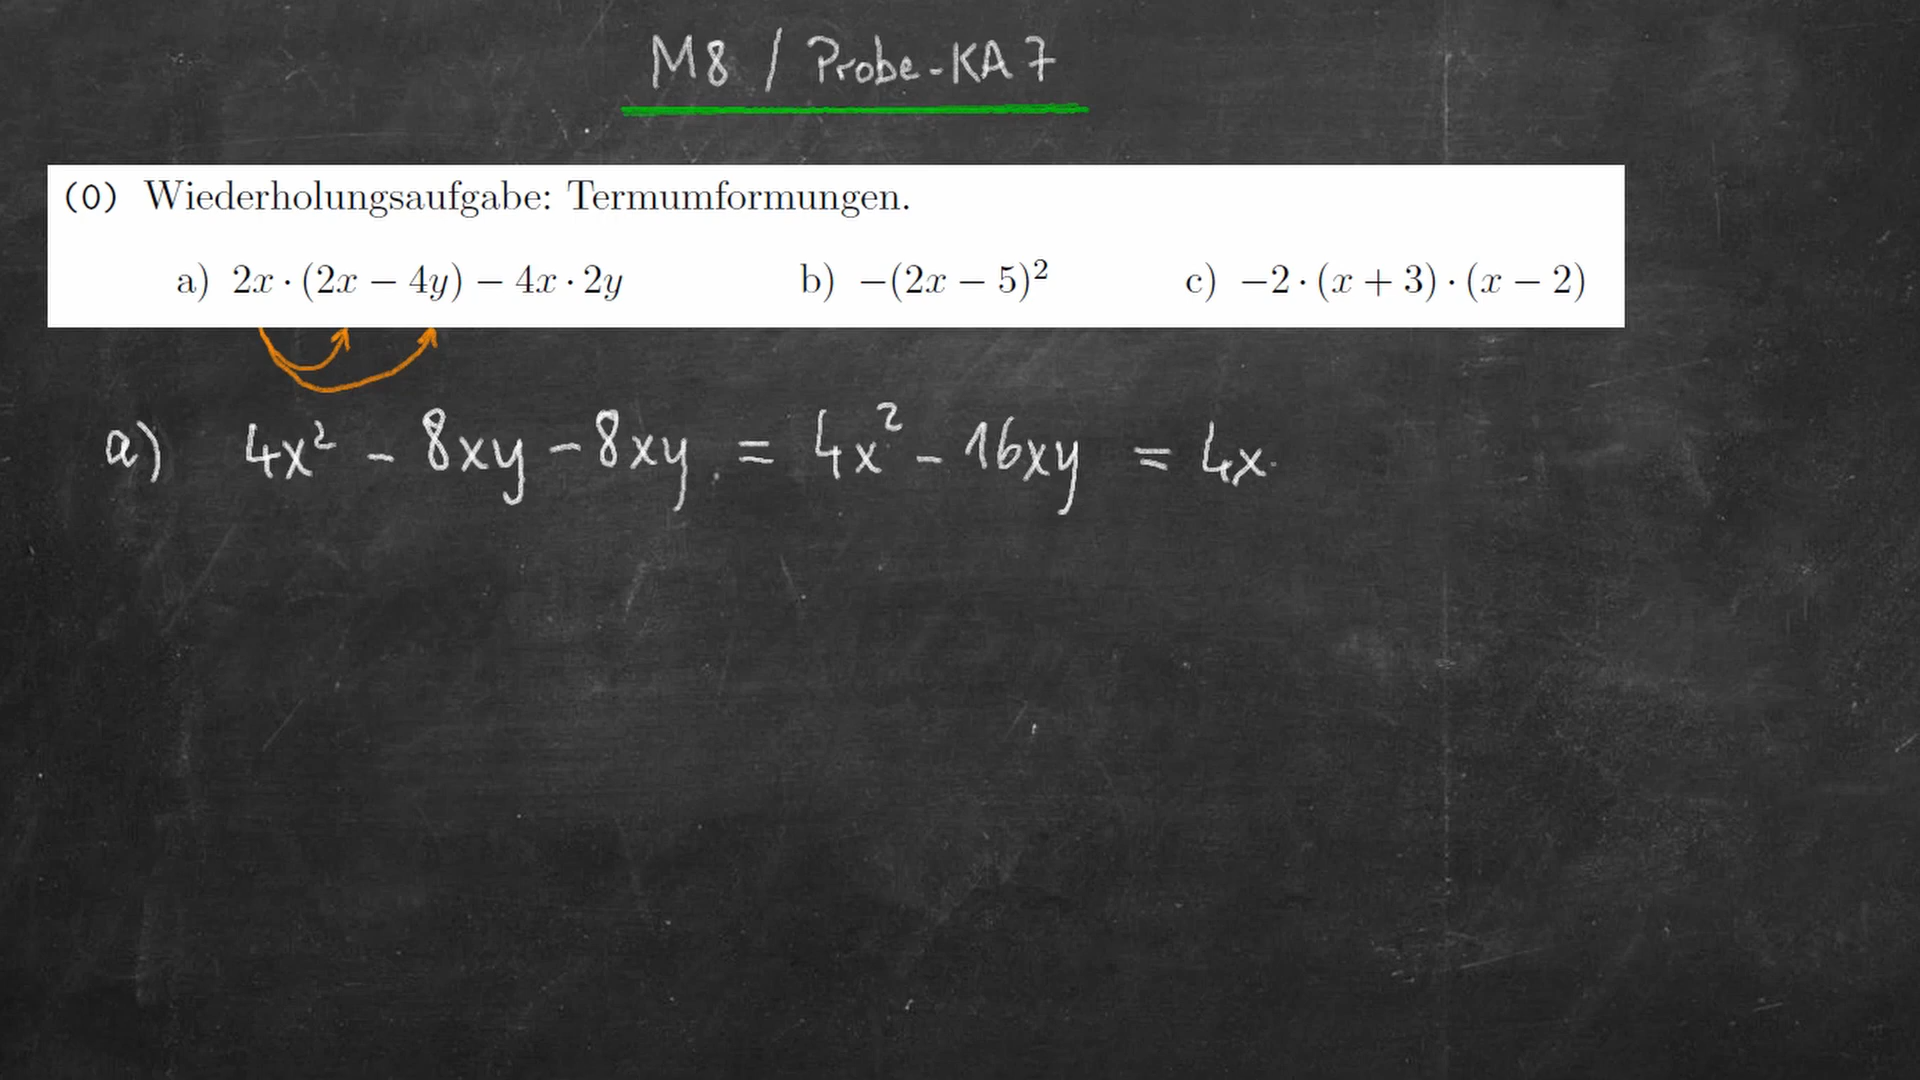 M8 / Probe-KA 7
(0) Wiederholungsaufgabe: Termumformungen.
a) 2x · (2x − 4y) − 4x · 2y b) −(2x − 5)² c) −2 · (x + 3) · (x − 2)
a) 4x² - 8xy - 8xy = 4x² - 16xy = 4x·